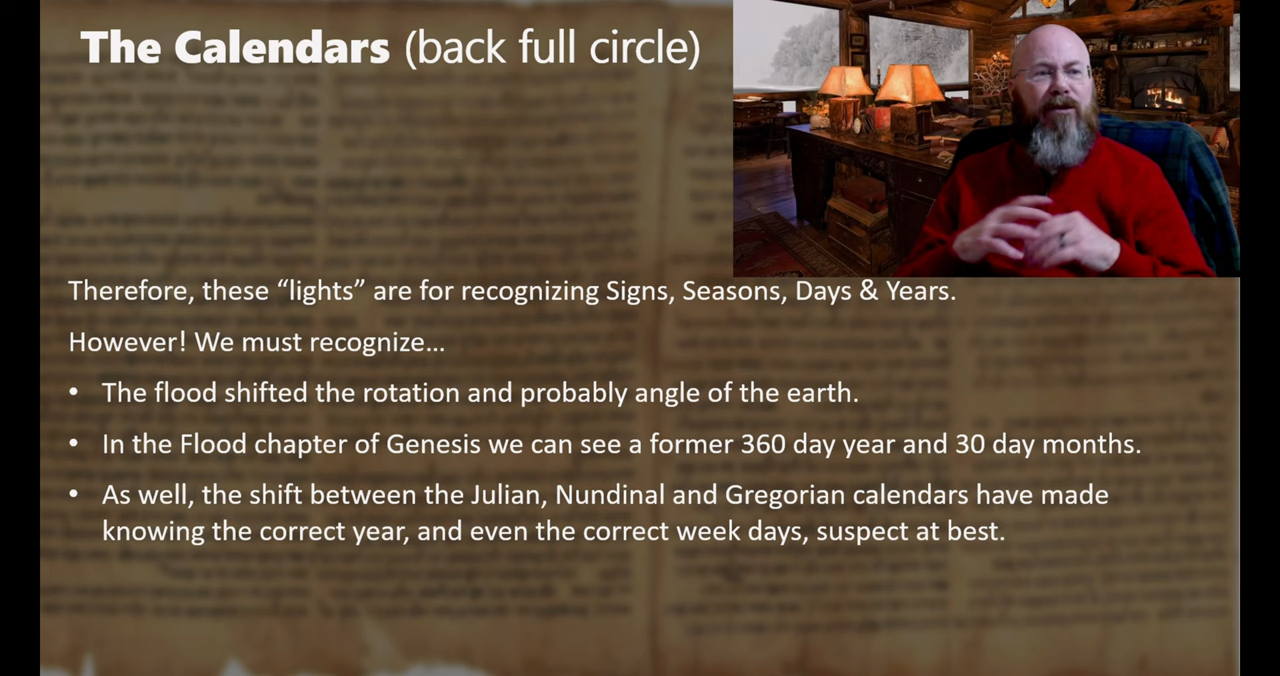 The Calendars (back full circle)
Therefore, these “lights” are for recognizing Signs, Seasons, Days & Years.
However! We must recognize...
• The flood shifted the rotation and probably angle of the earth.
• In the Flood chapter of Genesis we can see a former 360 day year and 30 day months.
• As well, the shift between the Julian, Nundinal and Gregorian calendars have made
knowing the correct year, and even the correct week days, suspect at best.